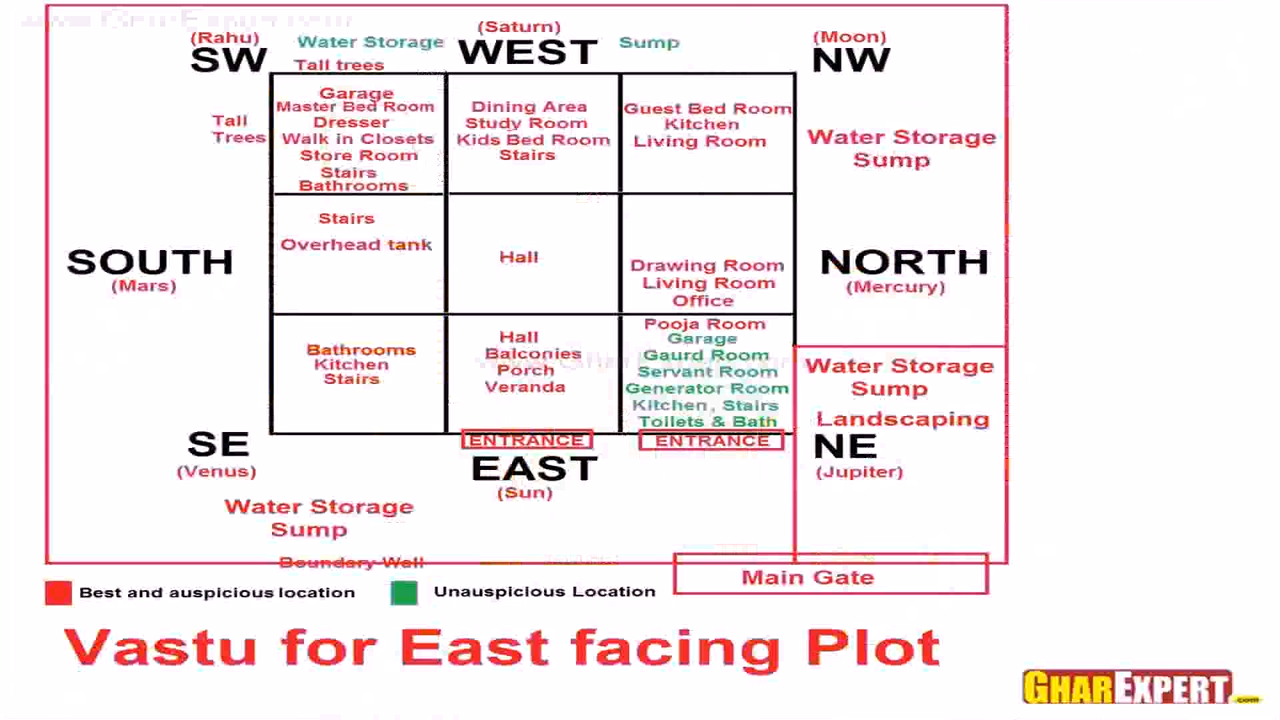 (Rahu)
SW
Water Storage
Tall trees
(Saturn)
WEST
Sump
(Moon)
NW
Tall
Trees
Garage
Master Bed Room
Dresser
Walk in Closets
Store Room
Stairs
Bathrooms
Dining Area
Study Room
Kids Bed Room
Stairs
Guest Bed Room
Kitchen
Living Room
Water Storage
Sump
SOUTH
(Mars)
Stairs
Overhead tank
Hall
Drawing Room
Living Room
Office
NORTH
(Mercury)
Bathrooms
Kitchen
Stairs
Hall
Balconies
Porch
Veranda
Pooja Room
Garage
Gaurd Room
Servant Room
Generator Room
Kitchen, Stairs
Toilets & Bath
Water Storage
Sump
Landscaping
SE
(Venus)
ENTRANCE
EAST
(Sun)
ENTRANCE
NE
(Jupiter)
Water Storage
Sump
Boundary Wall
Main Gate
Best and auspicious location
Unauspicious Location
Vastu for East facing Plot
GHAREXPERT.com